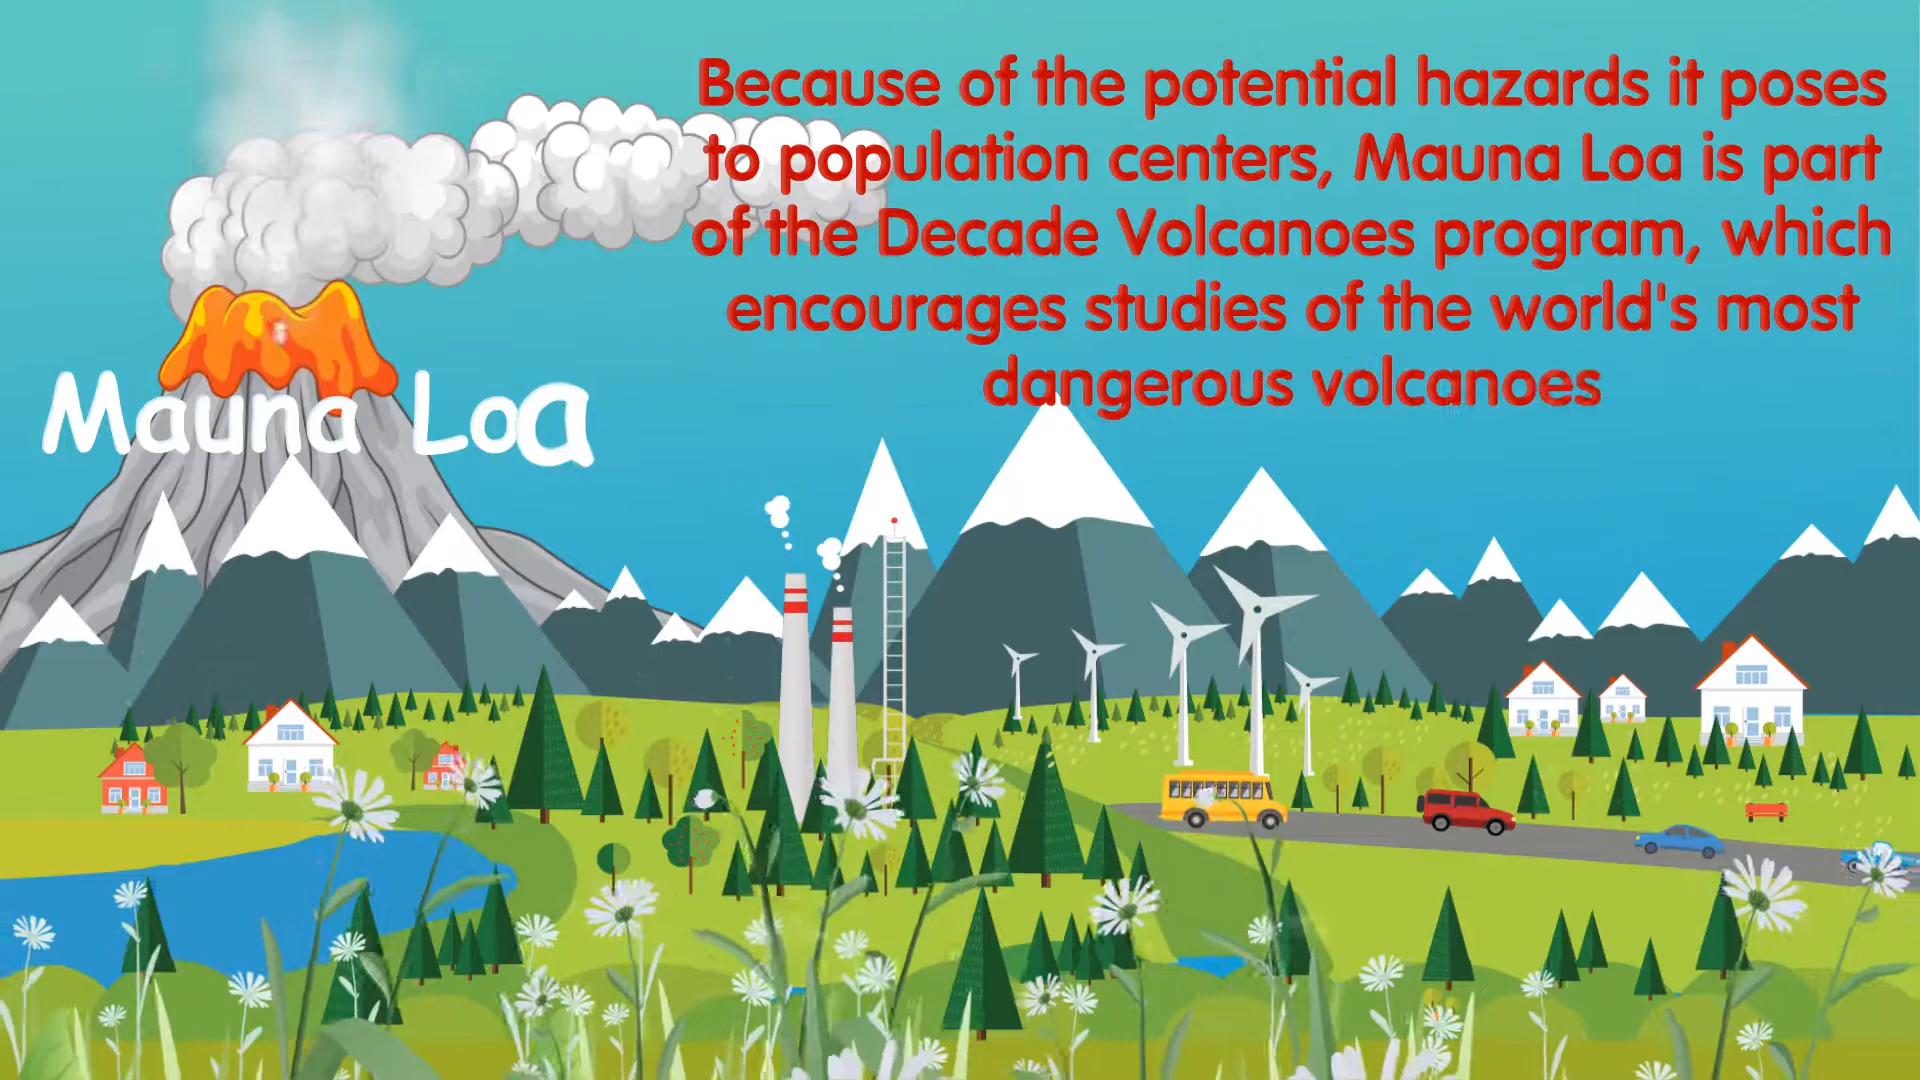 Because of the potential hazards it poses
to population centers, Mauna Loa is part
of the Decade Volcanoes program, which
encourages studies of the world's most
dangerous volcanoes
Mauna Loa